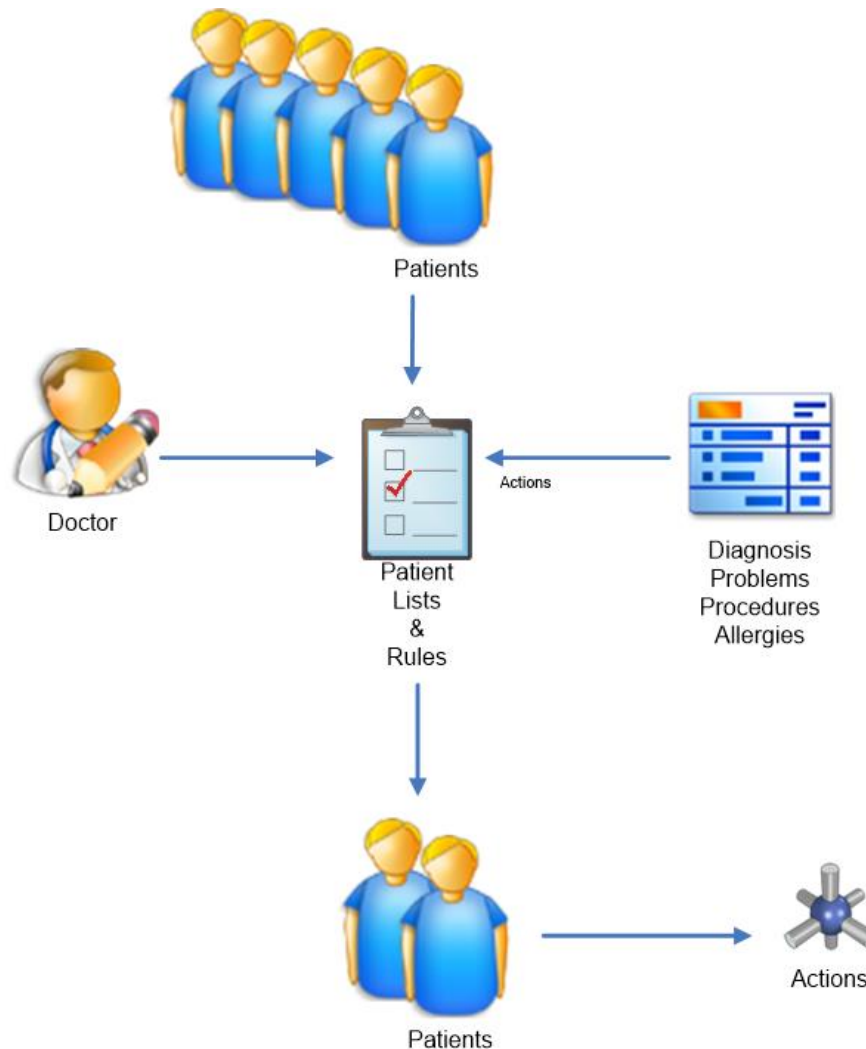 Patients
Doctor
Actions
Patient
Lists
&
Rules
Diagnosis
Problems
Procedures
Allergies
Patients
Actions